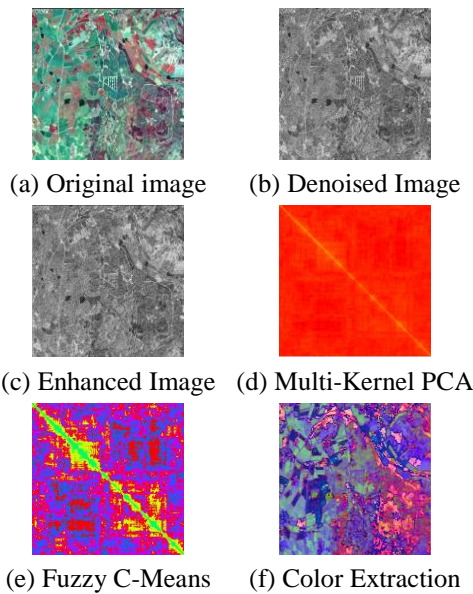 (a) Original image
(b) Denoised Image
(c) Enhanced Image
(d) Multi-Kernel PCA
(e) Fuzzy C-Means
(f) Color Extraction